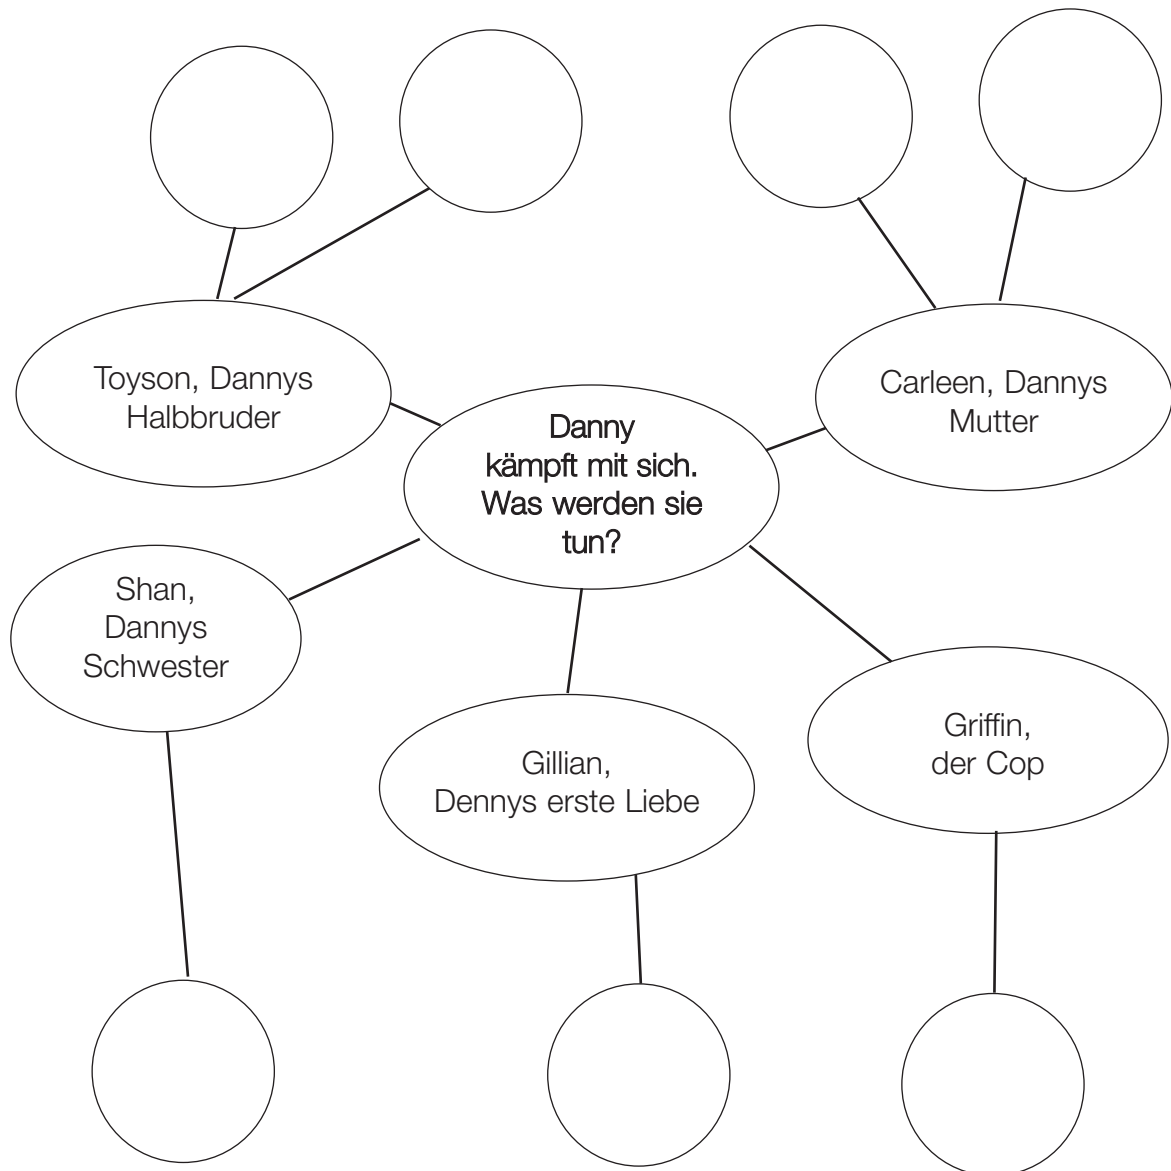 Toyson, Dannys
Halbbruder
Carleen, Dannys
Mutter
Danny
kämpft mit sich.
Was werden sie
tun?
Shan,
Dannys
Schwester
Gillian,
Dennys erste Liebe
Griffin,
der Cop